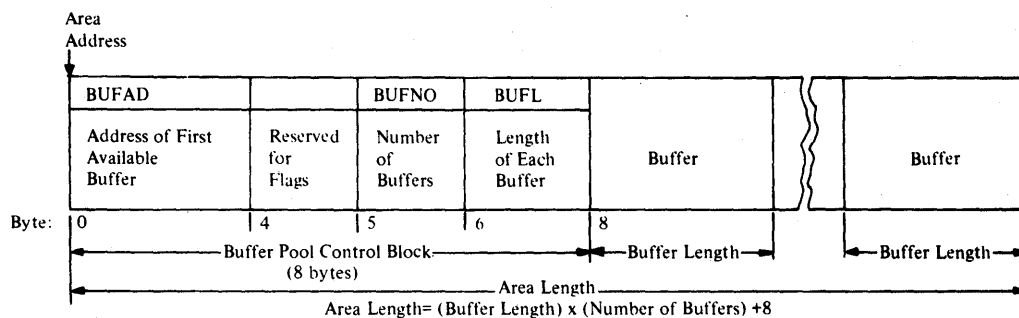 Area
Address
BUFAD
BUFNO
BUFL
Address of First
Available
Buffer
Reserved
for
Flags
Number
of
Buffers
Length
of Each
Buffer
Buffer
Buffer
Byte: 0 4 5 6 8
Buffer Pool Control Block
(8 bytes)
Buffer Length
Buffer Length
Area Length
Area Length= (Buffer Length) x (Number of Buffers) +8